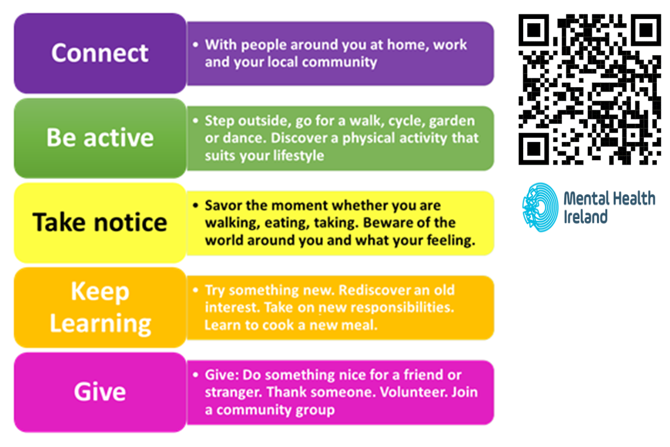 Connect
• With people around you at home, work
and your local community
Be active
• Step outside, go for a walk, cycle, garden
or dance. Discover a physical activity that
suits your lifestyle
Take notice
• Savor the moment whether you are
walking, eating, taking. Beware of the
world around you and what your feeling.
Keep
Learning
• Try something new. Rediscover an old
interest. Take on new responsibilities.
Learn to cook a new meal.
Give
• Give: Do something nice for a friend or
stranger. Thank someone. Volunteer. Join
a community group
Mental Health
Ireland